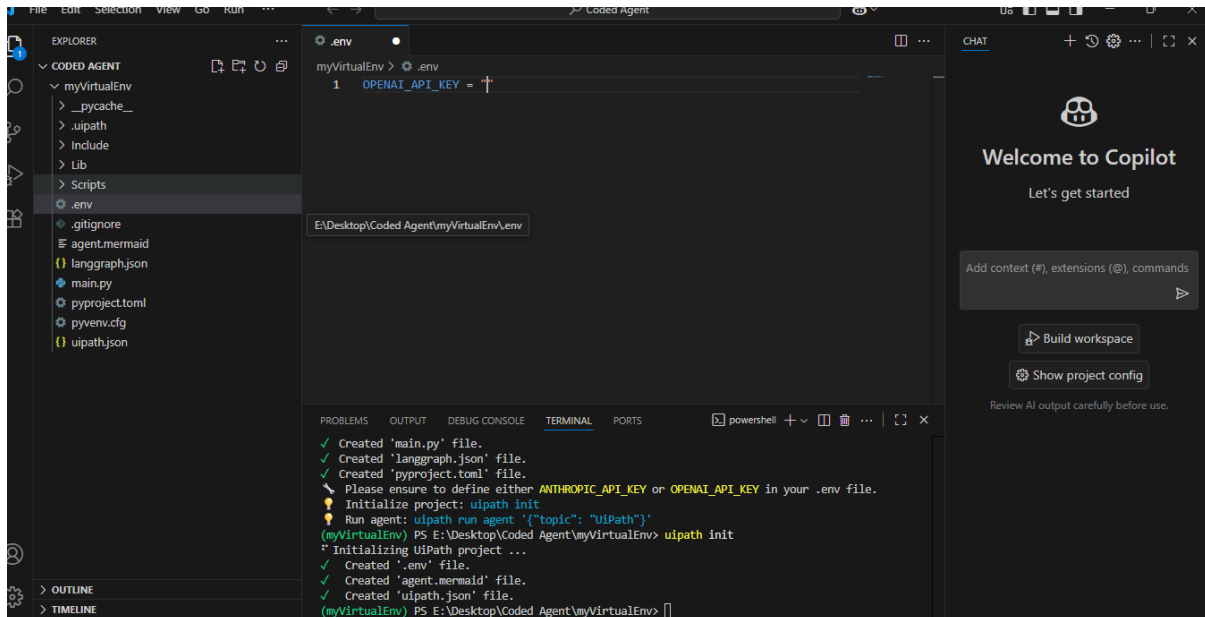 File Edit Selection View Go Run ···
Coded Agent
EXPLORER
CODED AGENT
myVirtualEnv
__pycache__
.uipath
Include
Lib
Scripts
.env
.gitignore
agent.mermaid
langgraph.json
main.py
pyproject.toml
pyvenv.cfg
uipath.json
OUTLINE
TIMELINE
1
.env
myVirtualEnv > .env
1 OPENAI_API_KEY = ""
E:\Desktop\Coded Agent\myVirtualEnv\.env
PROBLEMS OUTPUT DEBUG CONSOLE TERMINAL PORTS
powershell
✓ Created 'main.py' file.
✓ Created 'langgraph.json' file.
✓ Created 'pyproject.toml' file.
🔧 Please ensure to define either ANTHROPIC_API_KEY or OPENAI_API_KEY in your .env file.
💡 Initialize project: uipath init
💡 Run agent: uipath run agent '{"topic": "UiPath"}'
(myVirtualEnv) PS E:\Desktop\Coded Agent\myVirtualEnv> uipath init
⠋ Initializing UiPath project ...
✓ Created '.env' file.
✓ Created 'agent.mermaid' file.
✓ Created 'uipath.json' file.
(myVirtualEnv) PS E:\Desktop\Coded Agent\myVirtualEnv>
CHAT
Welcome to Copilot
Let's get started
Add context (#), extensions (@), commands
Build workspace
Show project config
Review AI output carefully before use.